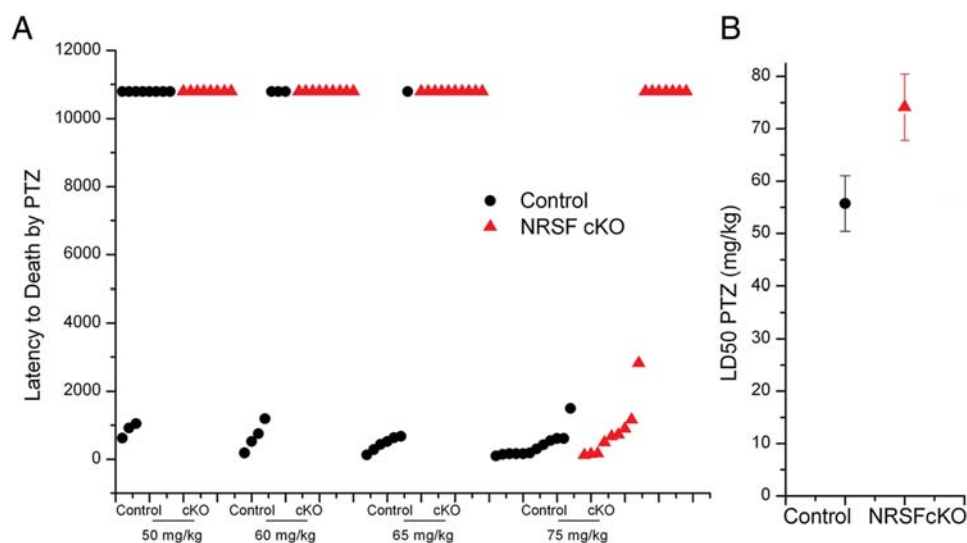 A
Latency to Death by PTZ
12000
10000
8000
6000
4000
2000
0
Control
NRSF cKO
Control cKO Control cKO Control cKO Control cKO
50 mg/kg 60 mg/kg 65 mg/kg 75 mg/kg
B
LD50 PTZ (mg/kg)
80
70
60
50
40
30
20
10
0
Control NRSFcKO